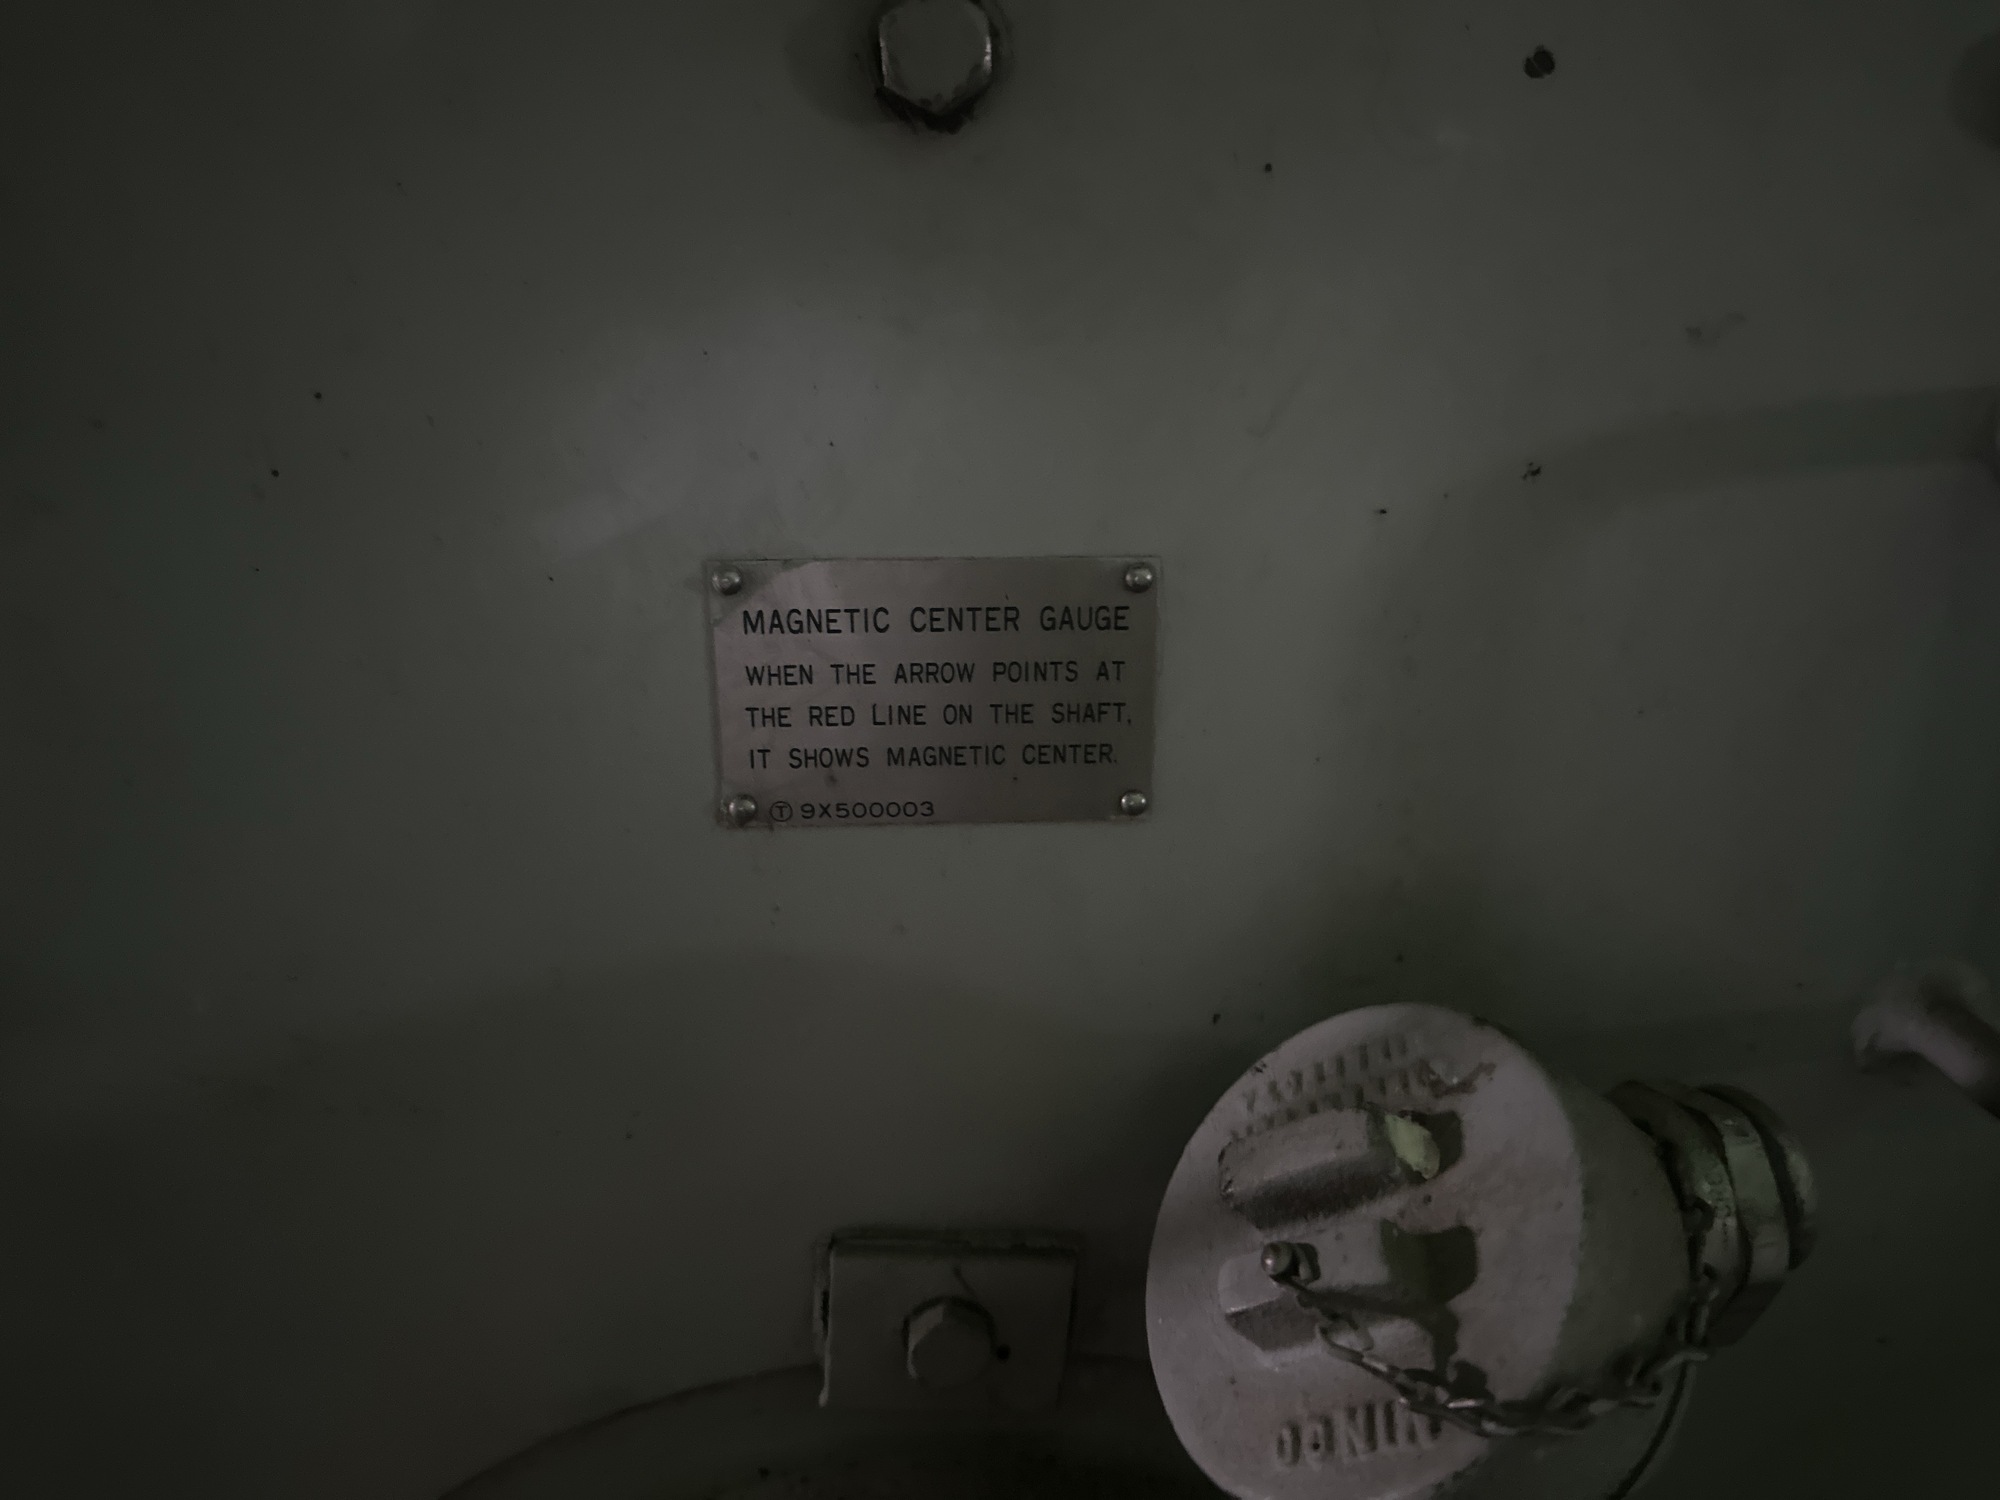 MAGNETIC CENTER GAUGE
WHEN THE ARROW POINTS AT
THE RED LINE ON THE SHAFT,
IT SHOWS MAGNETIC CENTER.
Ⓣ 9X500003